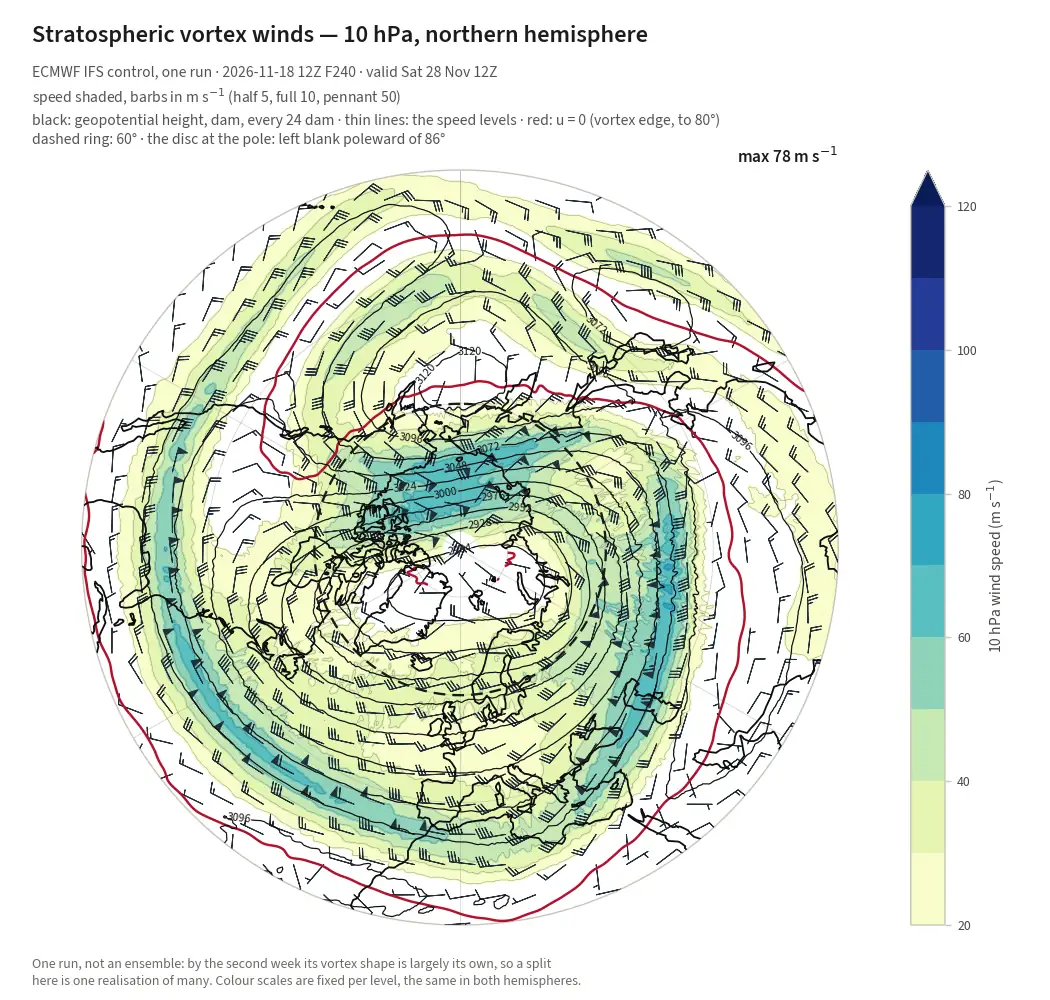 Stratospheric vortex winds — 10 hPa, northern hemisphere
ECMWF IFS control, one run · 2026-11-18 12Z F240 · valid Sat 28 Nov 12Z
speed shaded, barbs in m s⁻¹ (half 5, full 10, pennant 50)
black: geopotential height, dam, every 24 dam · thin lines: the speed levels · red: u = 0 (vortex edge, to 80°)
dashed ring: 60° · the disc at the pole: left blank poleward of 86°
max 78 m s⁻¹
120
100
80
60
40
20
10 hPa wind speed (m s⁻¹)
3072
3120
3120
3096
3096
3072
3048
3024
3000
2976
2928
3096
One run, not an ensemble: by the second week its vortex shape is largely its own, so a split
here is one realisation of many. Colour scales are fixed per level, the same in both hemispheres.